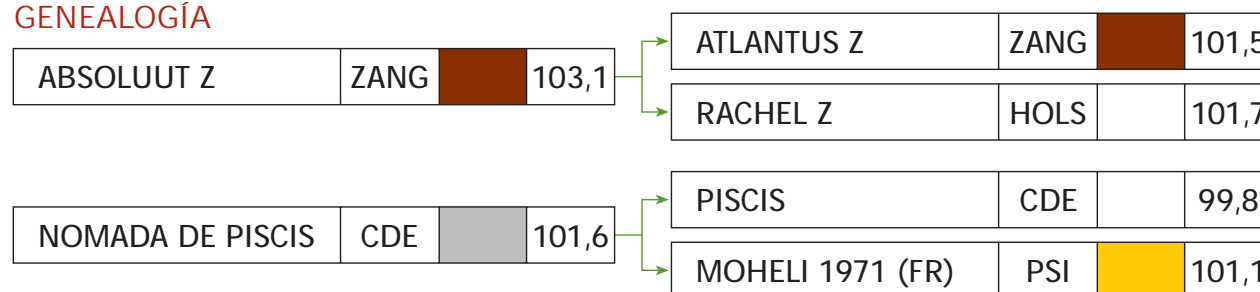 GENEALOGÍA
ABSOLUUT Z ZANG 103,1
ATLANTUS Z ZANG 101,5
RACHEL Z HOLS 101,7
NOMADA DE PISCIS CDE 101,6
PISCIS CDE 99,8
MOHELI 1971 (FR) PSI 101,1